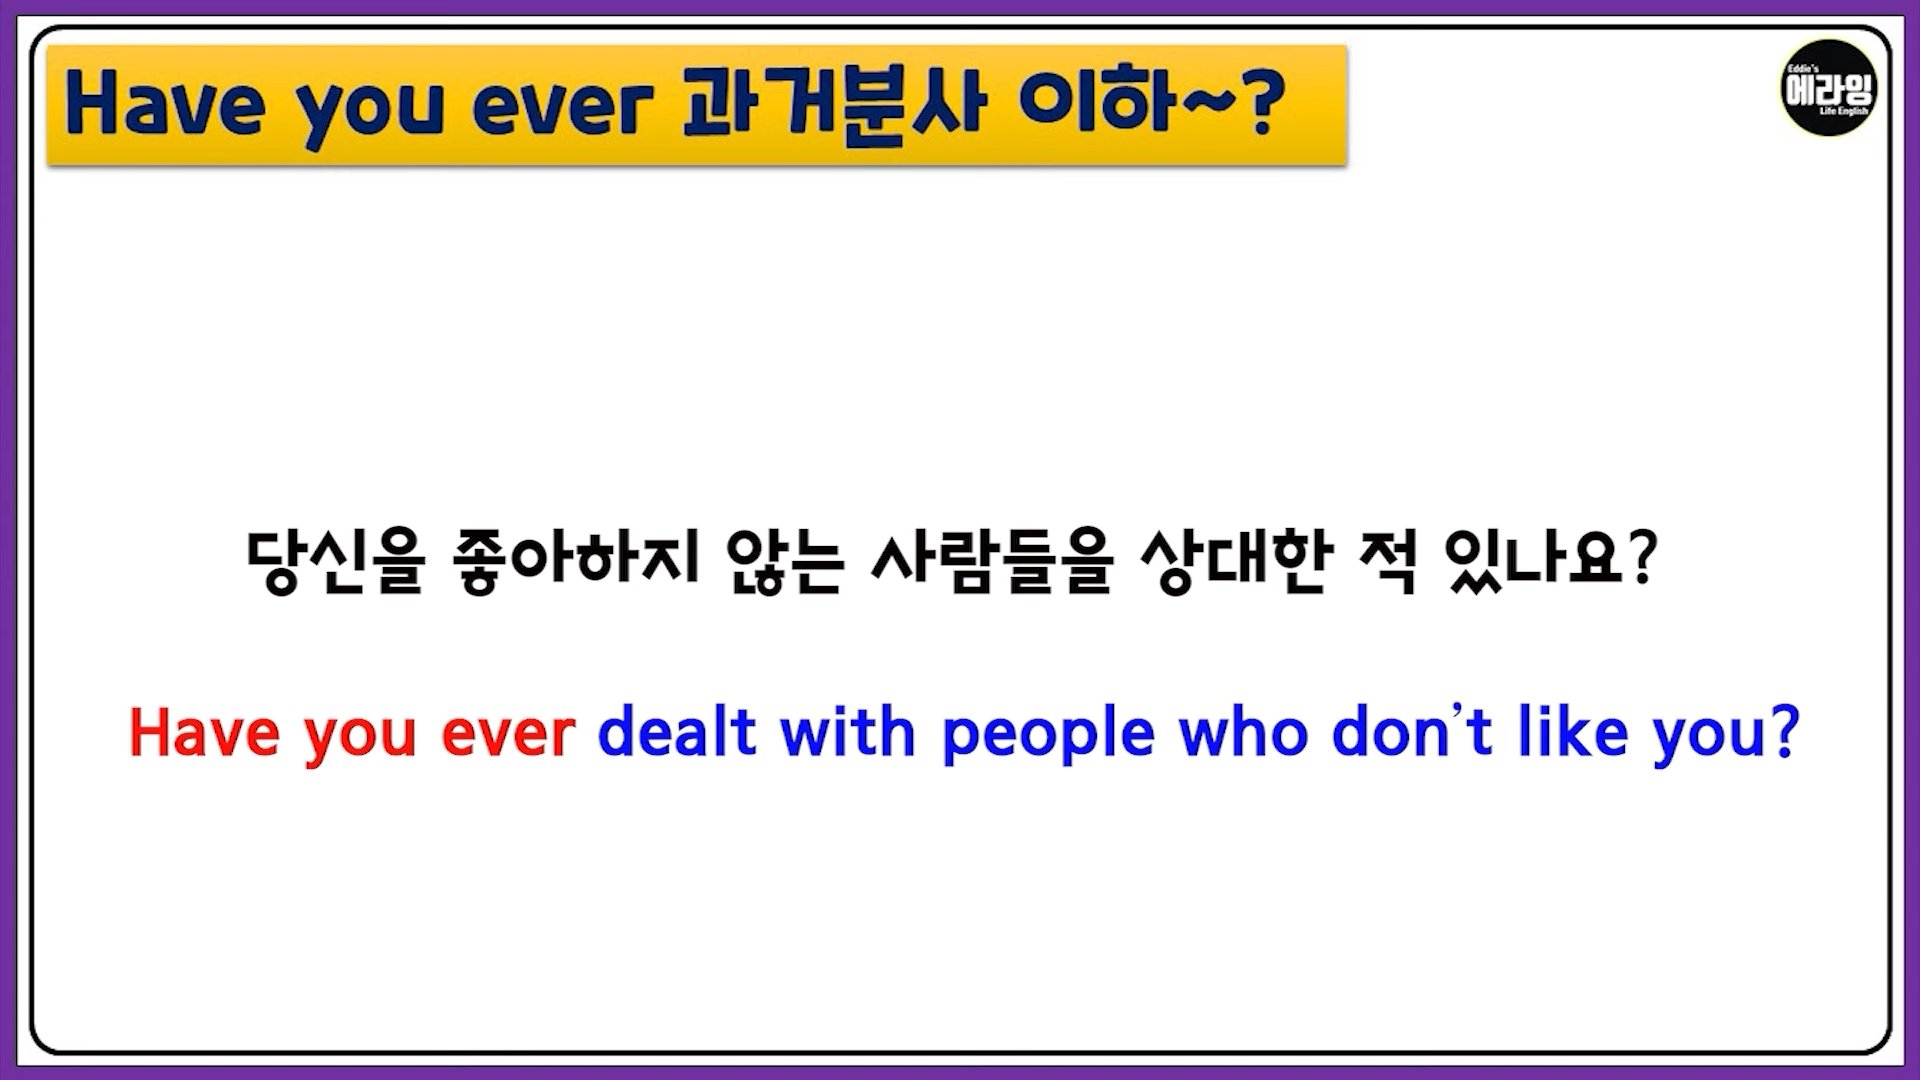 Have you ever 과거분사 이하~?
Eddie's
에라잉
Life English
당신을 좋아하지 않는 사람들을 상대한 적 있나요?
Have you ever dealt with people who don’t like you?